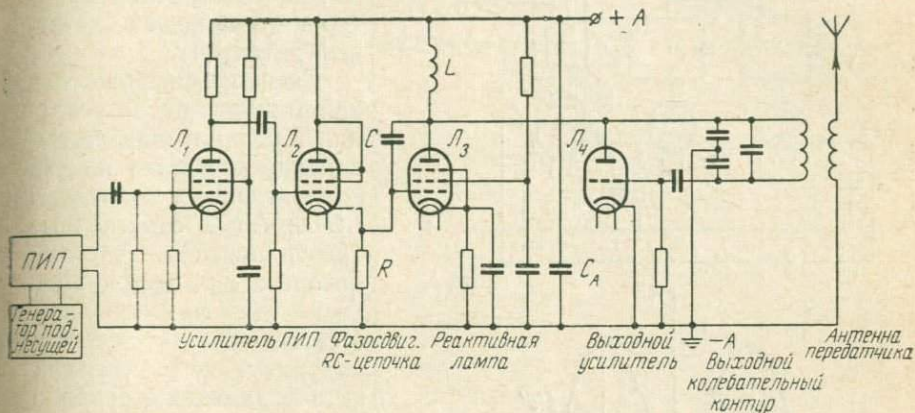 ø + A
L
Л₁
Л₂
C
Л₃
Л₄
ПИП
R
C_A
Генера-
тор под-
несущей
Усилитель ПИП
Фазосдвиг.
RC-цепочка
Реактивная
лампа
Выходной
усилитель
-A
Выходной
колебательный
контур
Антенна
передатчика